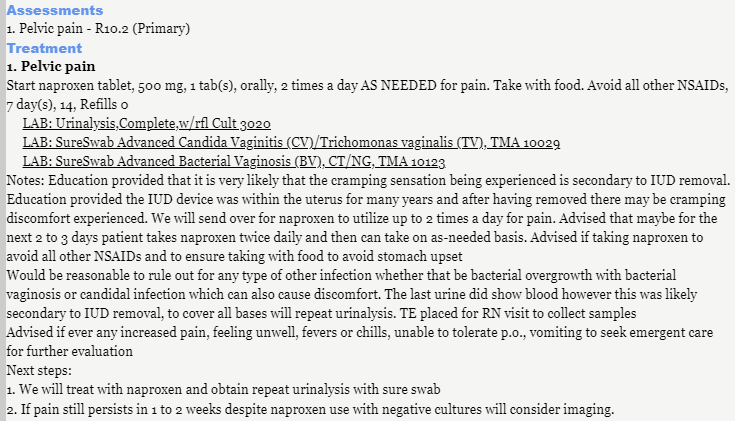 Assessments
1. Pelvic pain - R10.2 (Primary)
Treatment
1. Pelvic pain
Start naproxen tablet, 500 mg, 1 tab(s), orally, 2 times a day AS NEEDED for pain. Take with food. Avoid all other NSAIDs,
7 day(s), 14, Refills 0
LAB: Urinalysis,Complete,w/rfl Cult 3020
LAB: SureSwab Advanced Candida Vaginitis (CV)/Trichomonas vaginalis (TV), TMA 10029
LAB: SureSwab Advanced Bacterial Vaginosis (BV), CT/NG, TMA 10123
Notes: Education provided that it is very likely that the cramping sensation being experienced is secondary to IUD removal.
Education provided the IUD device was within the uterus for many years and after having removed there may be cramping
discomfort experienced. We will send over for naproxen to utilize up to 2 times a day for pain. Advised that maybe for the
next 2 to 3 days patient takes naproxen twice daily and then can take on as-needed basis. Advised if taking naproxen to
avoid all other NSAIDs and to ensure taking with food to avoid stomach upset
Would be reasonable to rule out for any type of other infection whether that be bacterial overgrowth with bacterial
vaginosis or candidal infection which can also cause discomfort. The last urine did show blood however this was likely
secondary to IUD removal, to cover all bases will repeat urinalysis. TE placed for RN visit to collect samples
Advised if ever any increased pain, feeling unwell, fevers or chills, unable to tolerate p.o., vomiting to seek emergent care
for further evaluation
Next steps:
1. We will treat with naproxen and obtain repeat urinalysis with sure swab
2. If pain still persists in 1 to 2 weeks despite naproxen use with negative cultures will consider imaging.